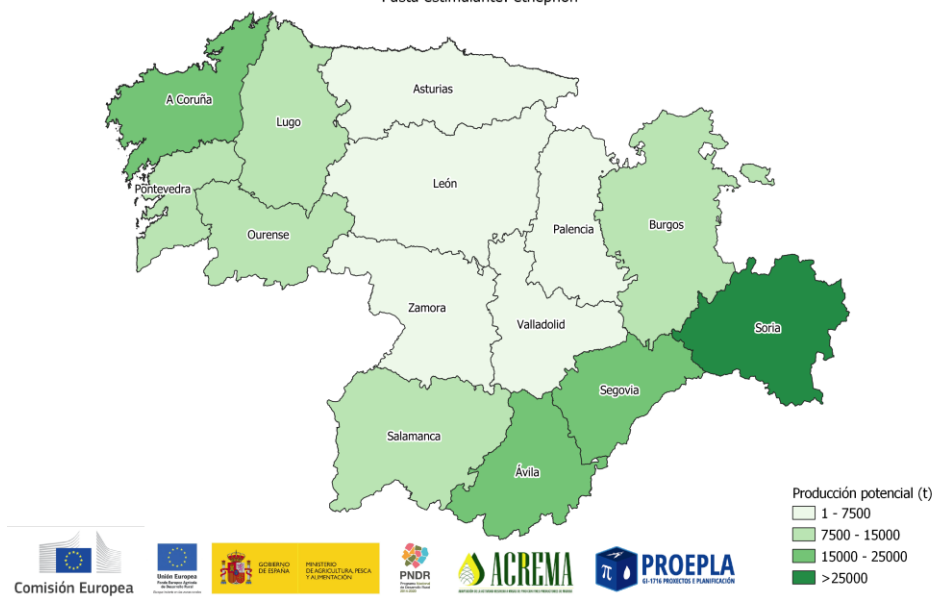 Pasta estimulante: ethephon
A Coruña
Lugo
Asturias
Pontevedra
Ourense
León
Palencia
Burgos
Zamora
Valladolid
Soria
Segovia
Salamanca
Ávila
Producción potencial (t)
1 - 7500
7500 - 15000
15000 - 25000
>25000
Comisión Europea
Unión Europea
GOBIERNO
DE ESPAÑA
MINISTERIO
DE AGRICULTURA, PESCA
Y ALIMENTACIÓN
PNDR
ACREMA
PROEPLA
GI-1716 PROXECTOS E PLANIFICACIÓN